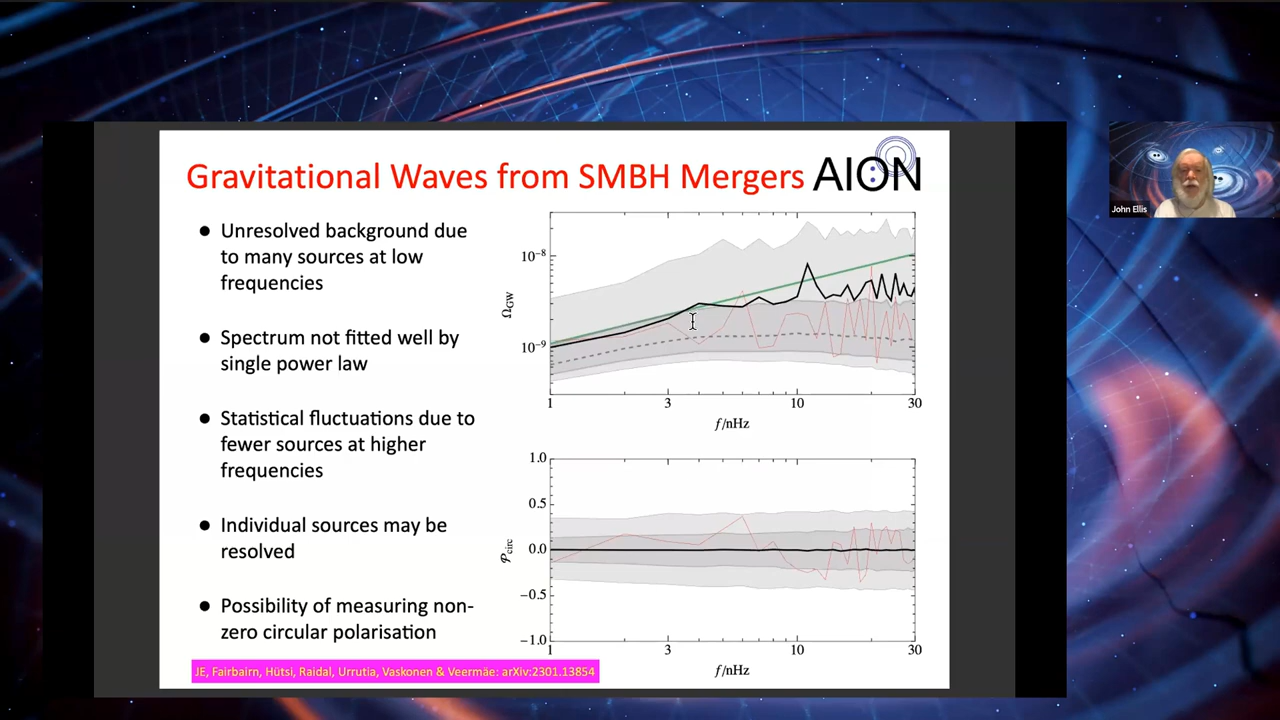 Gravitational Waves from SMBH Mergers
AION
● Unresolved background due
to many sources at low
frequencies
● Spectrum not fitted well by
single power law
● Statistical fluctuations due to
fewer sources at higher
frequencies
● Individual sources may be
resolved
● Possibility of measuring non-
zero circular polarisation
JE, Fairbairn, Hütsi, Raidal, Urrutia, Vaskonen & Veermäe: arXiv:2301.13854
Ω_GW
10⁻⁸
10⁻⁹
1 3 10 30
f/nHz
𝒫_circ
1.0
0.5
0.0
−0.5
−1.0
1 3 10 30
f/nHz
John Ellis